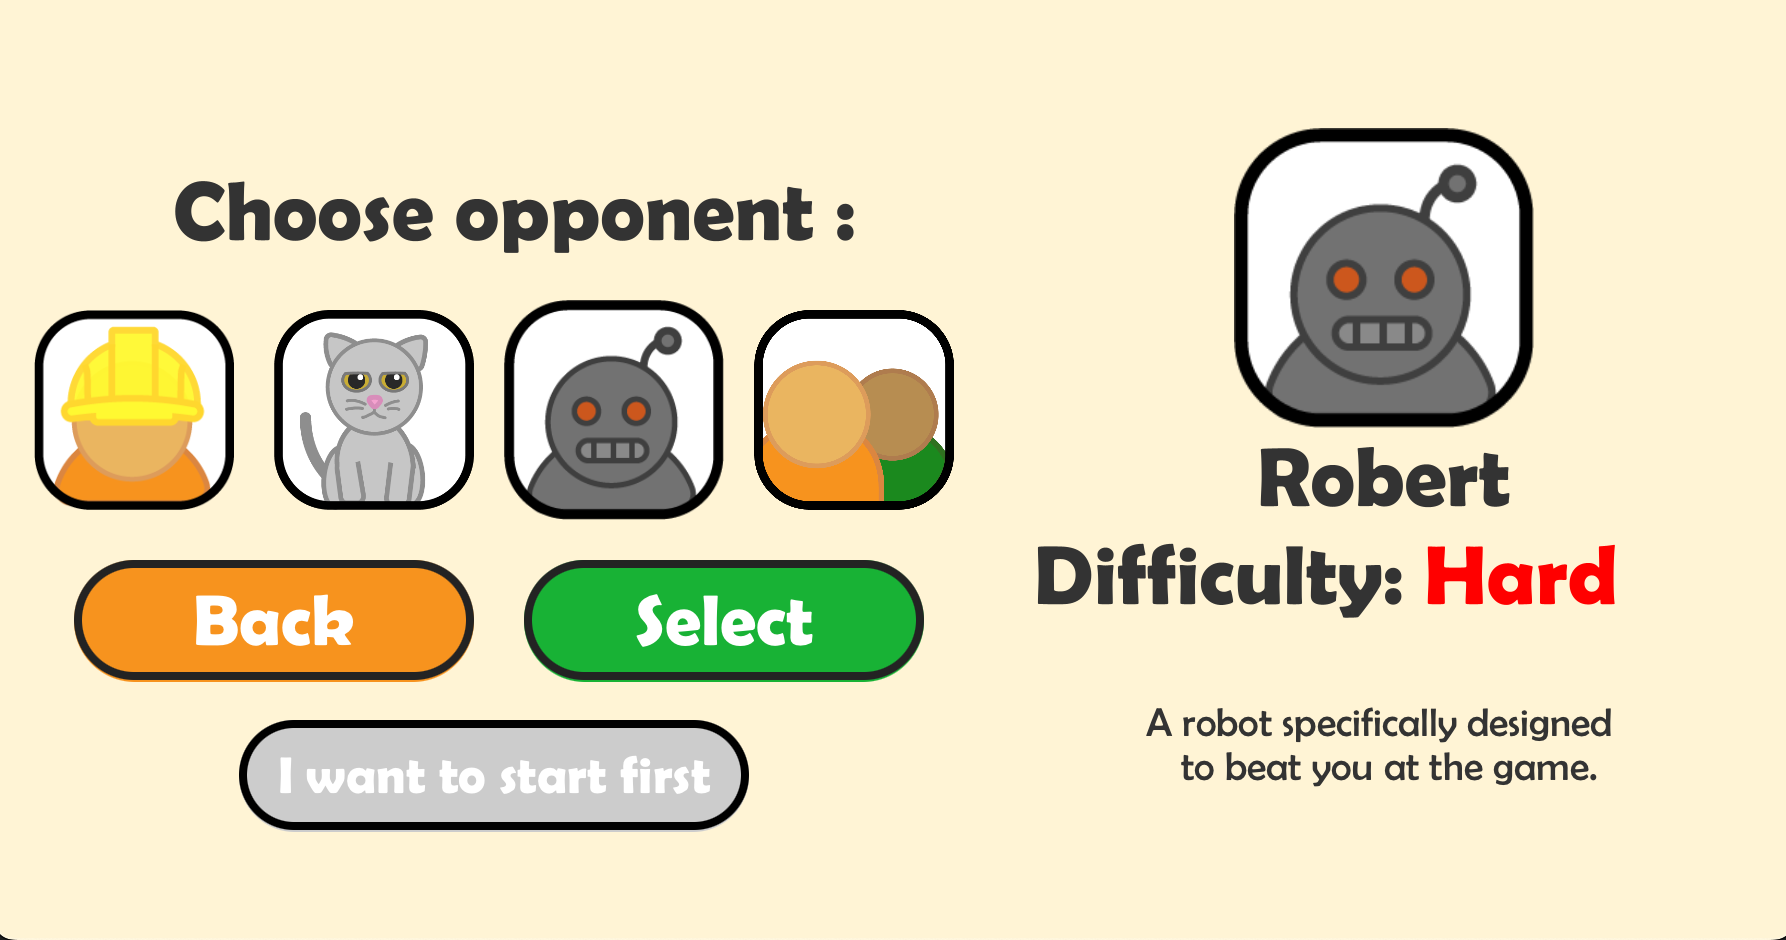 Choose opponent :
Back
Select
I want to start first
Robert
Difficulty: Hard
A robot specifically designed
to beat you at the game.